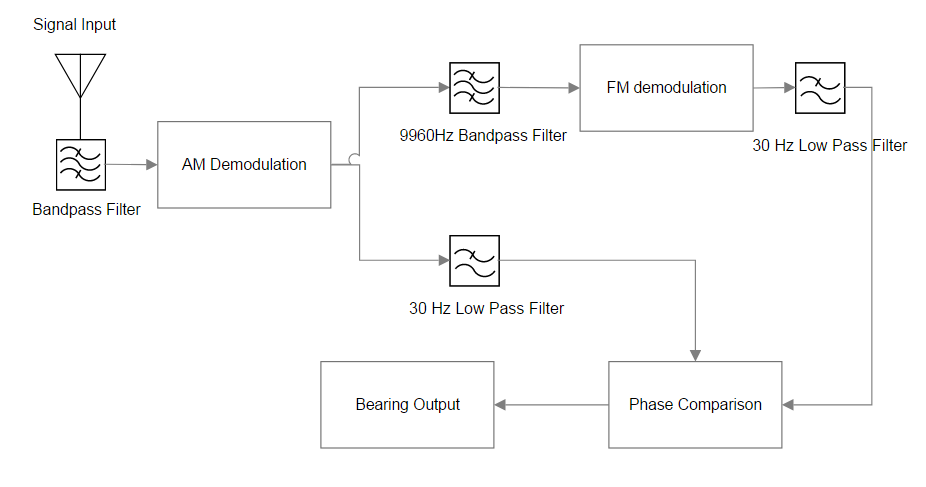 Signal Input
FM demodulation
9960Hz Bandpass Filter
30 Hz Low Pass Filter
AM Demodulation
Bandpass Filter
30 Hz Low Pass Filter
Bearing Output
Phase Comparison